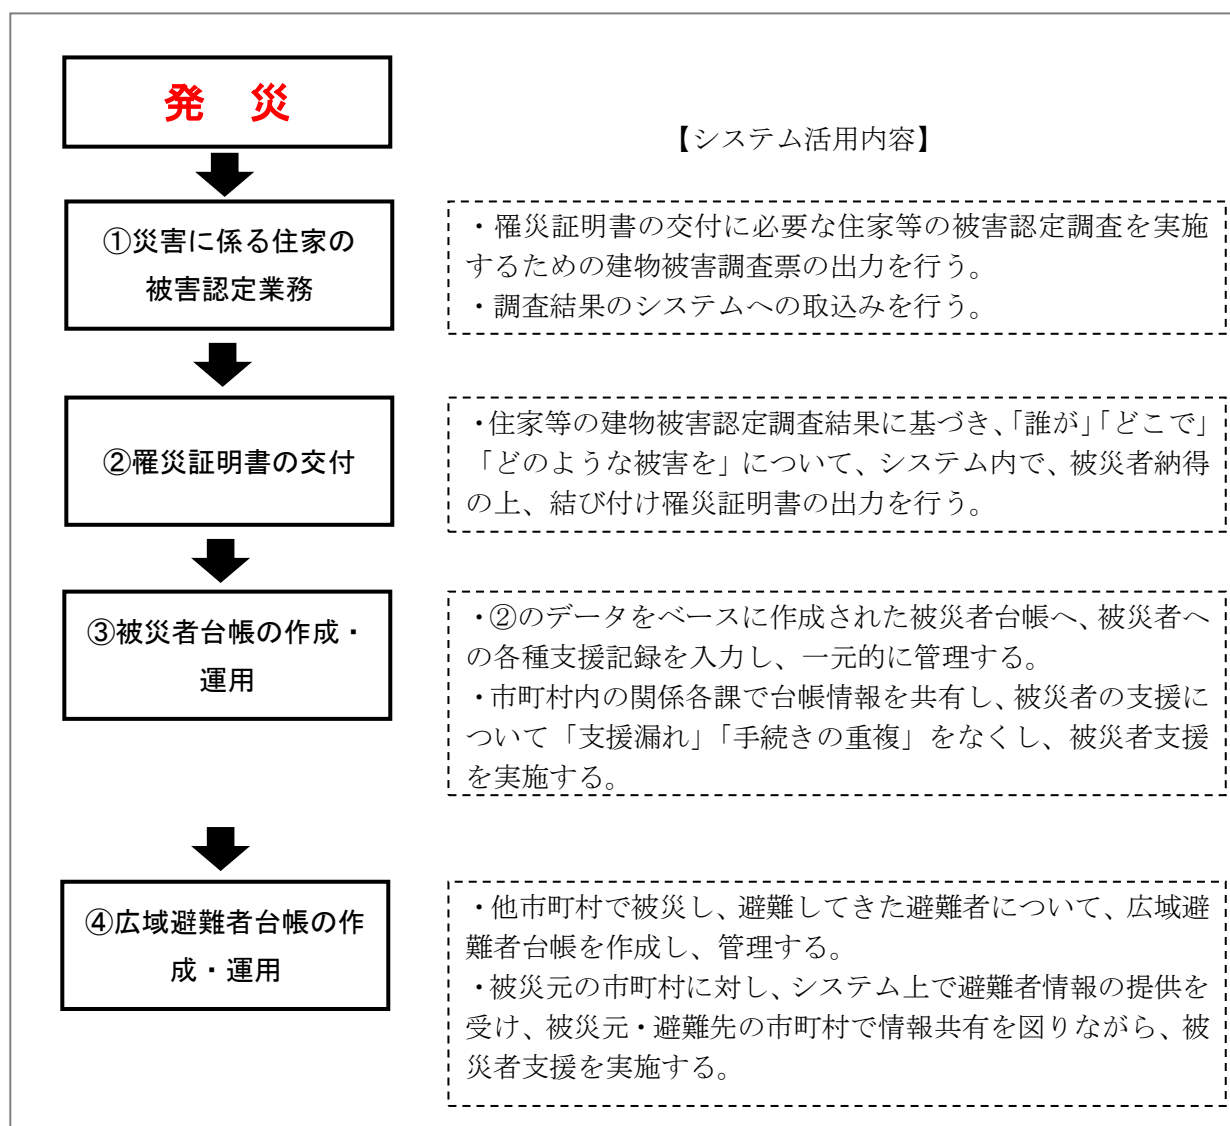 発　災
【システム活用内容】
①災害に係る住家の
被害認定業務
・罹災証明書の交付に必要な住家等の被害認定調査を実施
するための建物被害調査票の出力を行う。
・調査結果のシステムへの取込みを行う。
②罹災証明書の交付
・住家等の建物被害認定調査結果に基づき、「誰が」「どこで」
「どのような被害を」について、システム内で、被災者納得
の上、結び付け罹災証明書の出力を行う。
③被災者台帳の作成・
運用
・②のデータをベースに作成された被災者台帳へ、被災者へ
の各種支援記録を入力し、一元的に管理する。
・市町村内の関係各課で台帳情報を共有し、被災者の支援に
ついて「支援漏れ」「手続きの重複」をなくし、被災者支援
を実施する。
④広域避難者台帳の作
成・運用
・他市町村で被災し、避難してきた避難者について、広域避
難者台帳を作成し、管理する。
・被災元の市町村に対し、システム上で避難者情報の提供を
受け、被災元・避難先の市町村で情報共有を図りながら、被
災者支援を実施する。